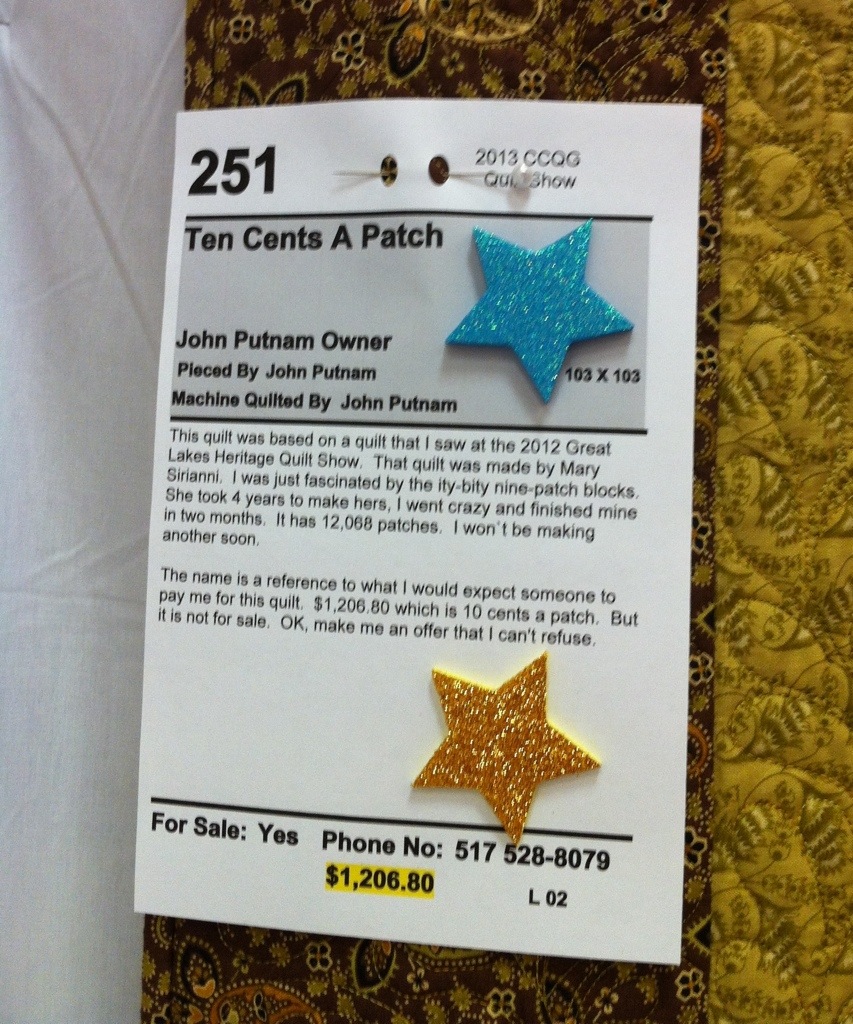 251
2013 CCQG
Quilt Show
Ten Cents A Patch
John Putnam Owner
Pieced By John Putnam
103 X 103
Machine Quilted By John Putnam
This quilt was based on a quilt that I saw at the 2012 Great
Lakes Heritage Quilt Show. That quilt was made by Mary
Sirianni. I was just fascinated by the ity-bity nine-patch blocks.
She took 4 years to make hers, I went crazy and finished mine
in two months. It has 12,068 patches. I won't be making
another soon.
The name is a reference to what I would expect someone to
pay me for this quilt. $1,206.80 which is 10 cents a patch. But
it is not for sale. OK, make me an offer that I can't refuse.
For Sale: Yes Phone No: 517 528-8079
$1,206.80
L 02